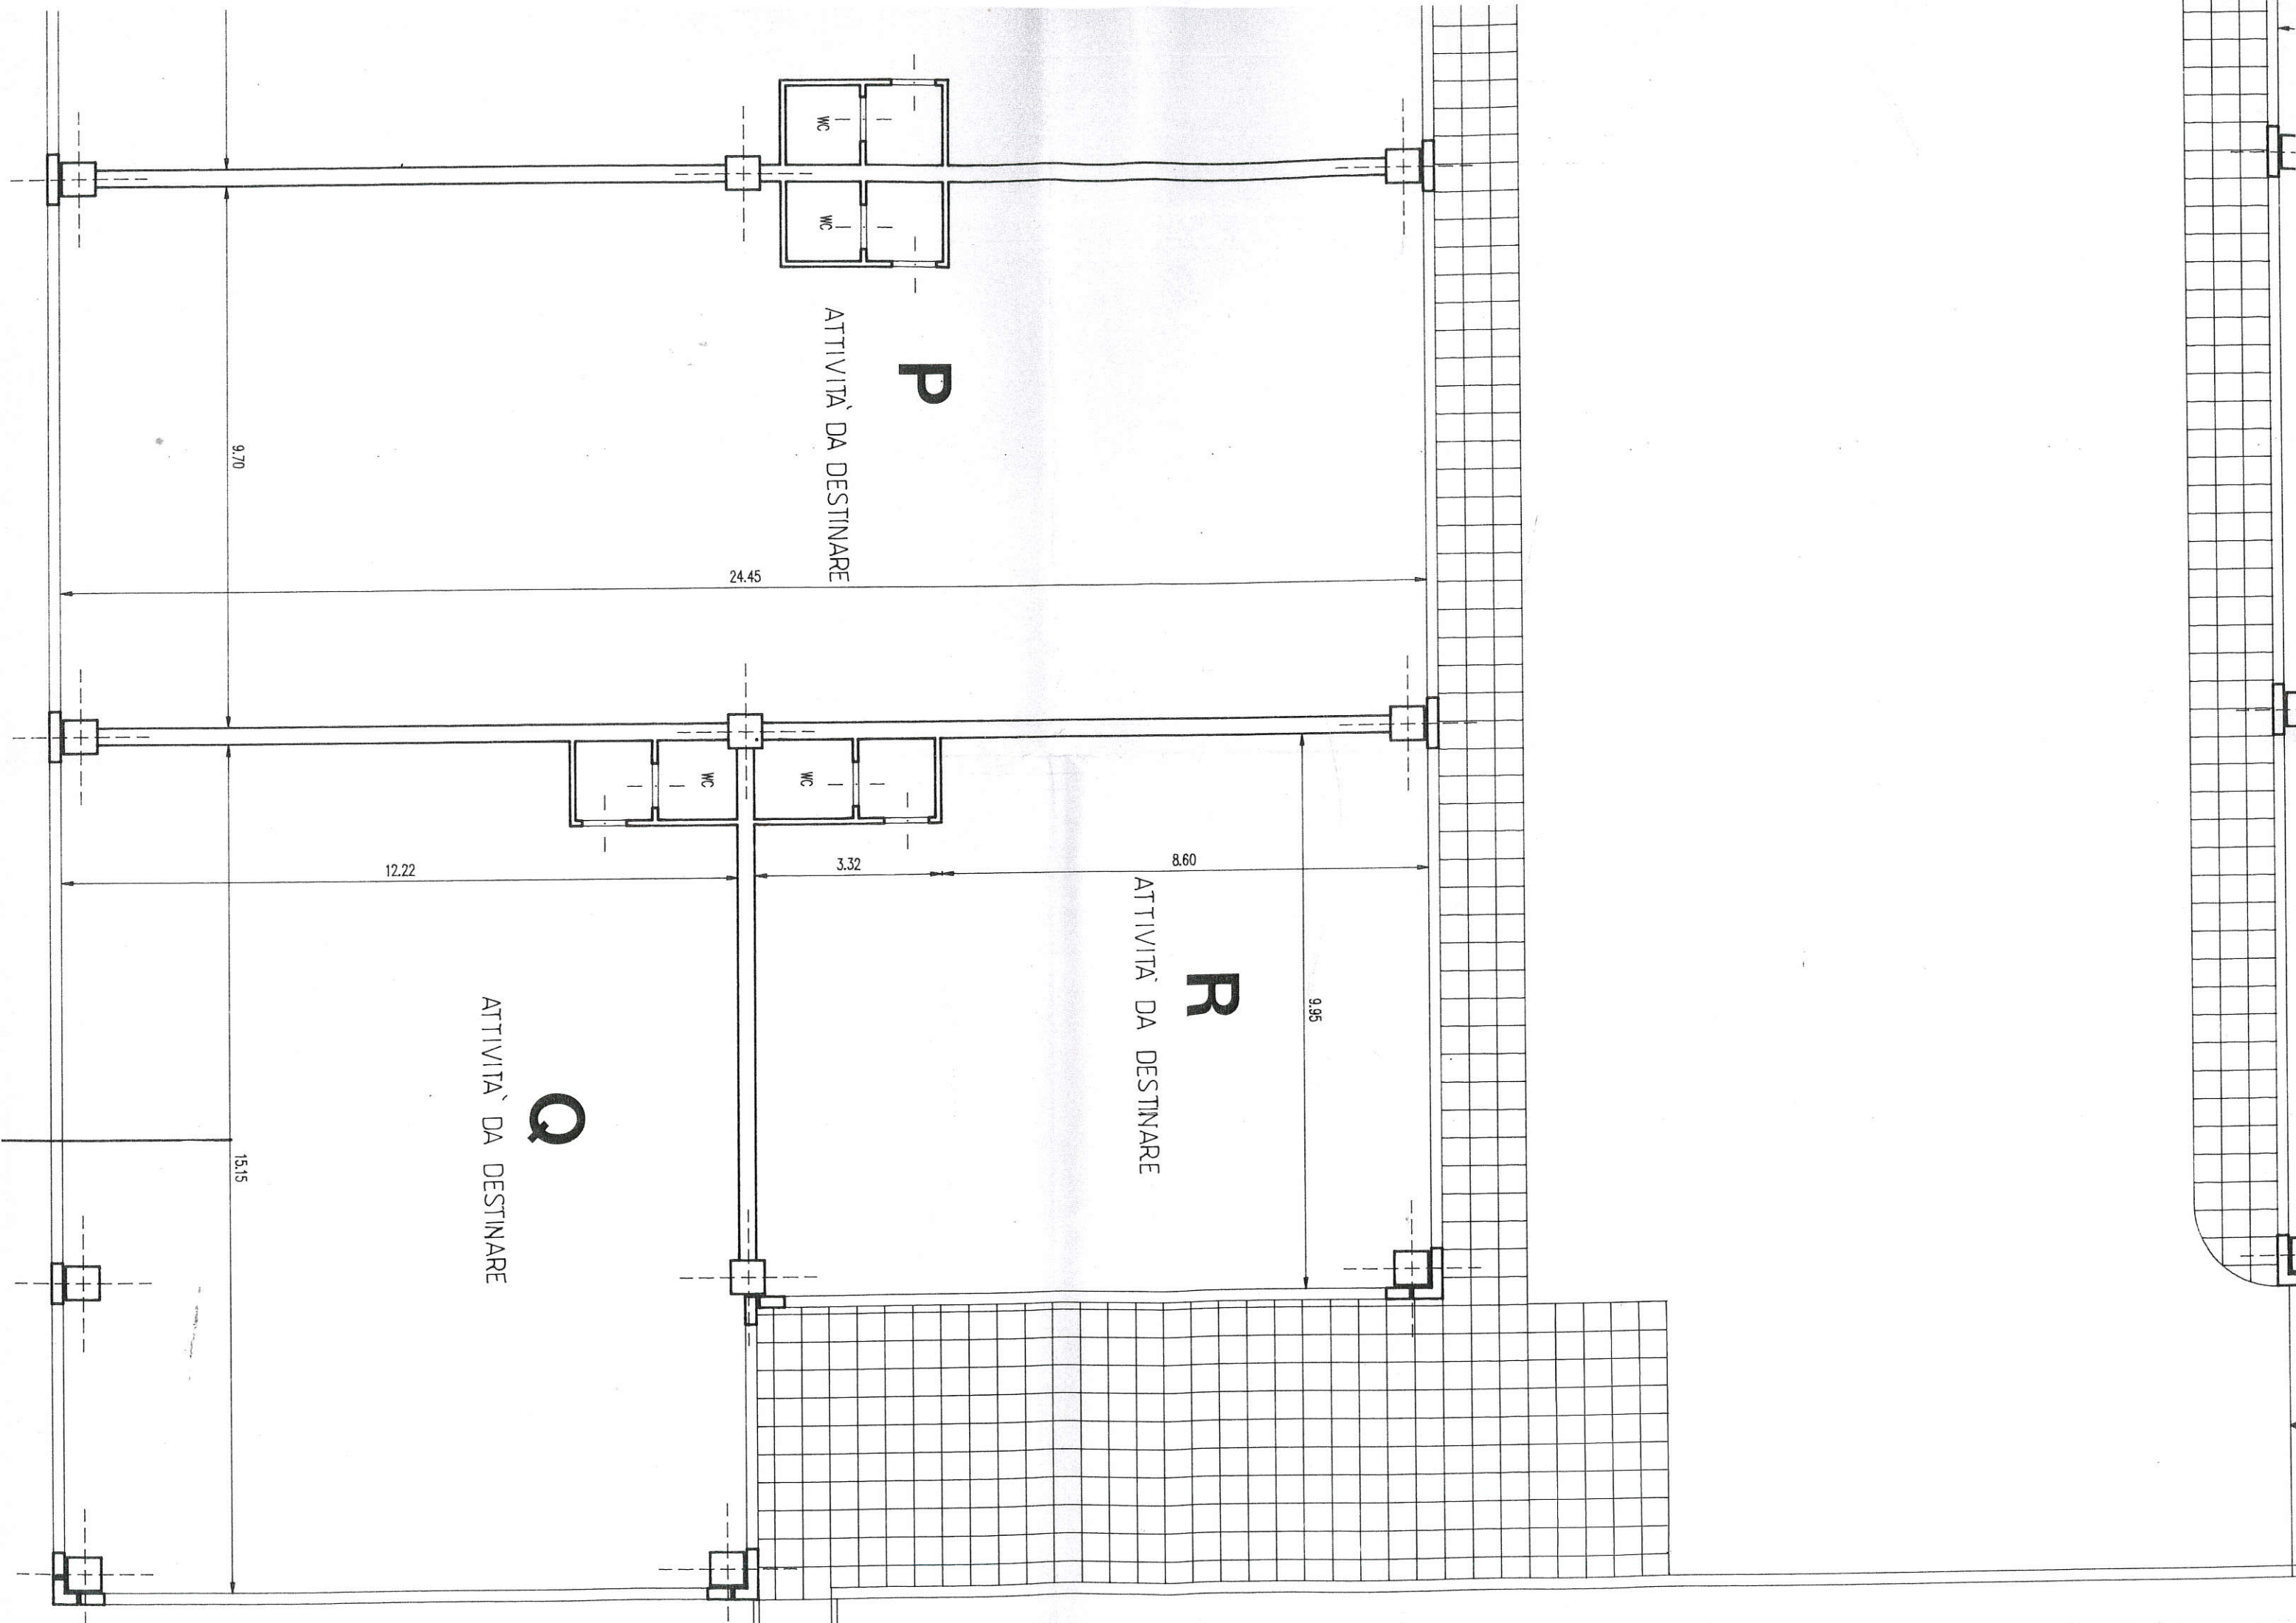 WC
WC
P
ATTIVITA` DA DESTINARE
9.70
24.45
WC
WC
12.22
3.32
8.60
R
ATTIVITA` DA DESTINARE
9.95
Q
ATTIVITA` DA DESTINARE
15.15